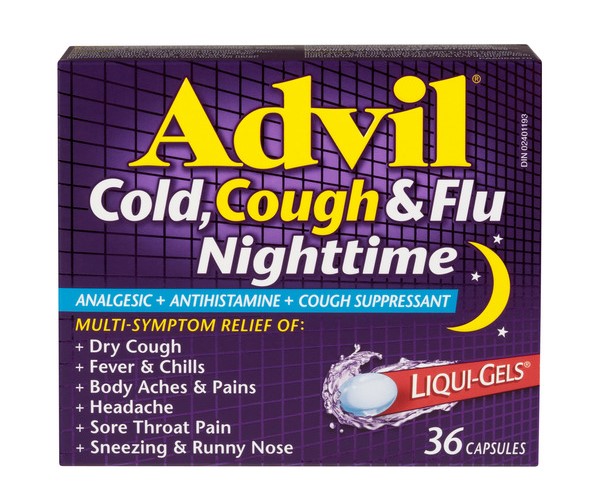 Advil®
Cold, Cough & Flu
Nighttime
ANALGESIC + ANTIHISTAMINE + COUGH SUPPRESSANT
MULTI-SYMPTOM RELIEF OF:
+ Dry Cough
+ Fever & Chills
+ Body Aches & Pains
+ Headache
+ Sore Throat Pain
+ Sneezing & Runny Nose
LIQUI-GELS®
36 CAPSULES
DIN 02401193